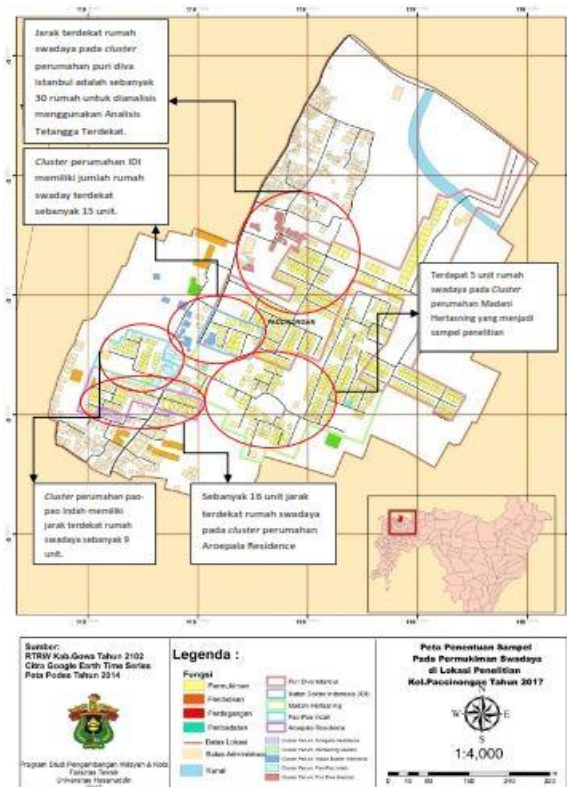 Jarak terdekat rumah
swadaya pada cluster
perumahan puri diva
istanbul adalah sebanyak
30 rumah untuk dianalisis
menggunakan Analisis
Tetangga Terdekat.
Cluster perumahan IDI
memiliki jumlah rumah
swaday terdekat
sebanyak 15 unit.
Terdapat 5 unit rumah
swadaya pada Cluster
perumahan Madani
Hertasning yang menjadi
sampel penelitian
PACCINONGAN
Cluster perumahan pao-
pao Indah memiliki
jarak terdekat rumah
swadaya sebanyak 9
unit.
Sebanyak 16 unit jarak
terdekat rumah swadaya
pada cluster perumahan
Aroepala Residence
Sumber:
RTRW Kab.Gowa Tahun 2102
Citra Google Earth Time Series
Peta Podes Tahun 2014
Program Studi Pengembangan Wilayah & Kota
Fakultas Teknik
Universitas Hasanuddin
Legenda :
Fungsi
Permukiman
Pendidikan
Perdagangan
Peribadatan
Batas Lokasi
Batas Administrasi
Kanal
Puri Diva Istanbul
Ikatan Dokter Indonesia (IDI)
Madani Hertasning
Pao-Pao Indah
Aroepala Residence
Peta Penentuan Sampel
Pada Permukiman Swadaya
di Lokasi Penelitian
Kel.Paccinongan Tahun 2017
N
W
E
S
1:4,000